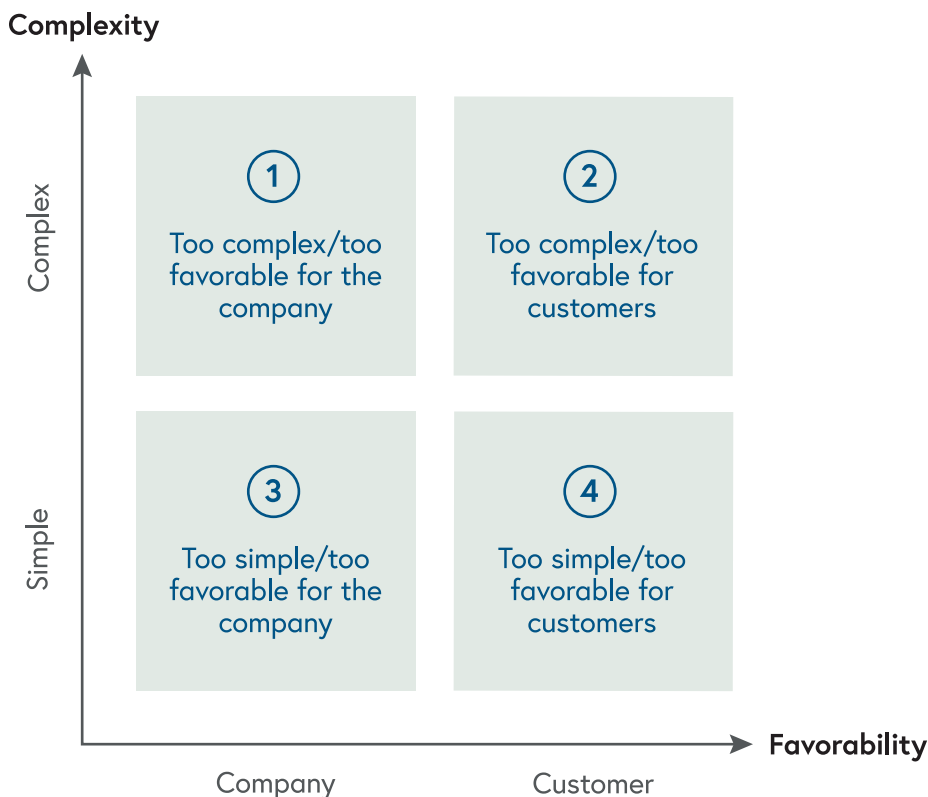 Complexity
Complex
1
Too complex/too
favorable for the
company
2
Too complex/too
favorable for
customers
Simple
3
Too simple/too
favorable for the
company
4
Too simple/too
favorable for
customers
Favorability
Company
Customer